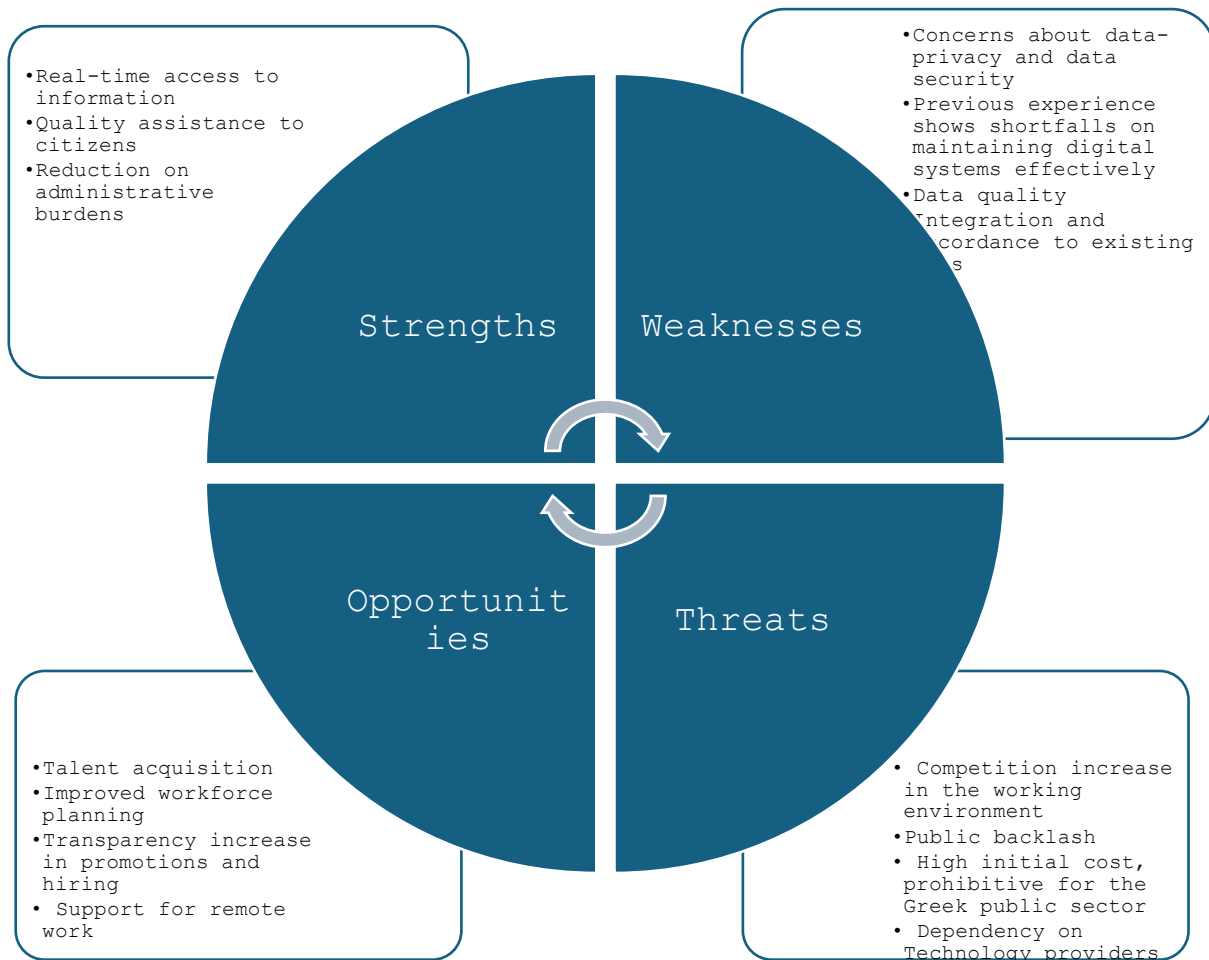 •Real-time access to
information
•Quality assistance to
citizens
•Reduction on
administrative
burdens
•Concerns about data-
privacy and data
security
•Previous experience
shows shortfalls on
maintaining digital
systems effectively
•Data quality
Integration and
to existing
Strengths
Weaknesses
Opportunit
ies
Threats
•Talent acquisition
•Improved workforce
planning
•Transparency increase
in promotions and
hiring
• Support for remote
work
• Competition increase
in the working
environment
•Public backlash
• High initial cost,
prohibitive for the
Greek public sector
• Dependency on
Technology providers